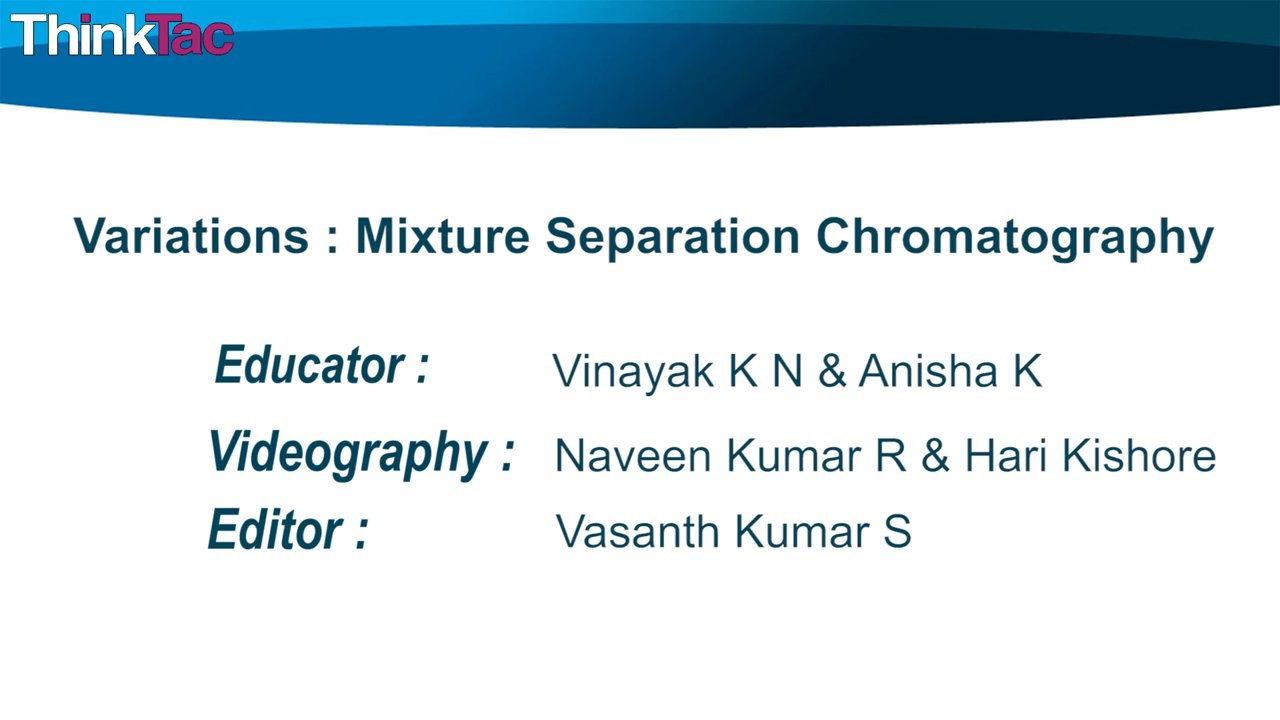 ThinkTac
Variations : Mixture Separation Chromatography
Educator : Vinayak K N & Anisha K
Videography : Naveen Kumar R & Hari Kishore
Editor : Vasanth Kumar S